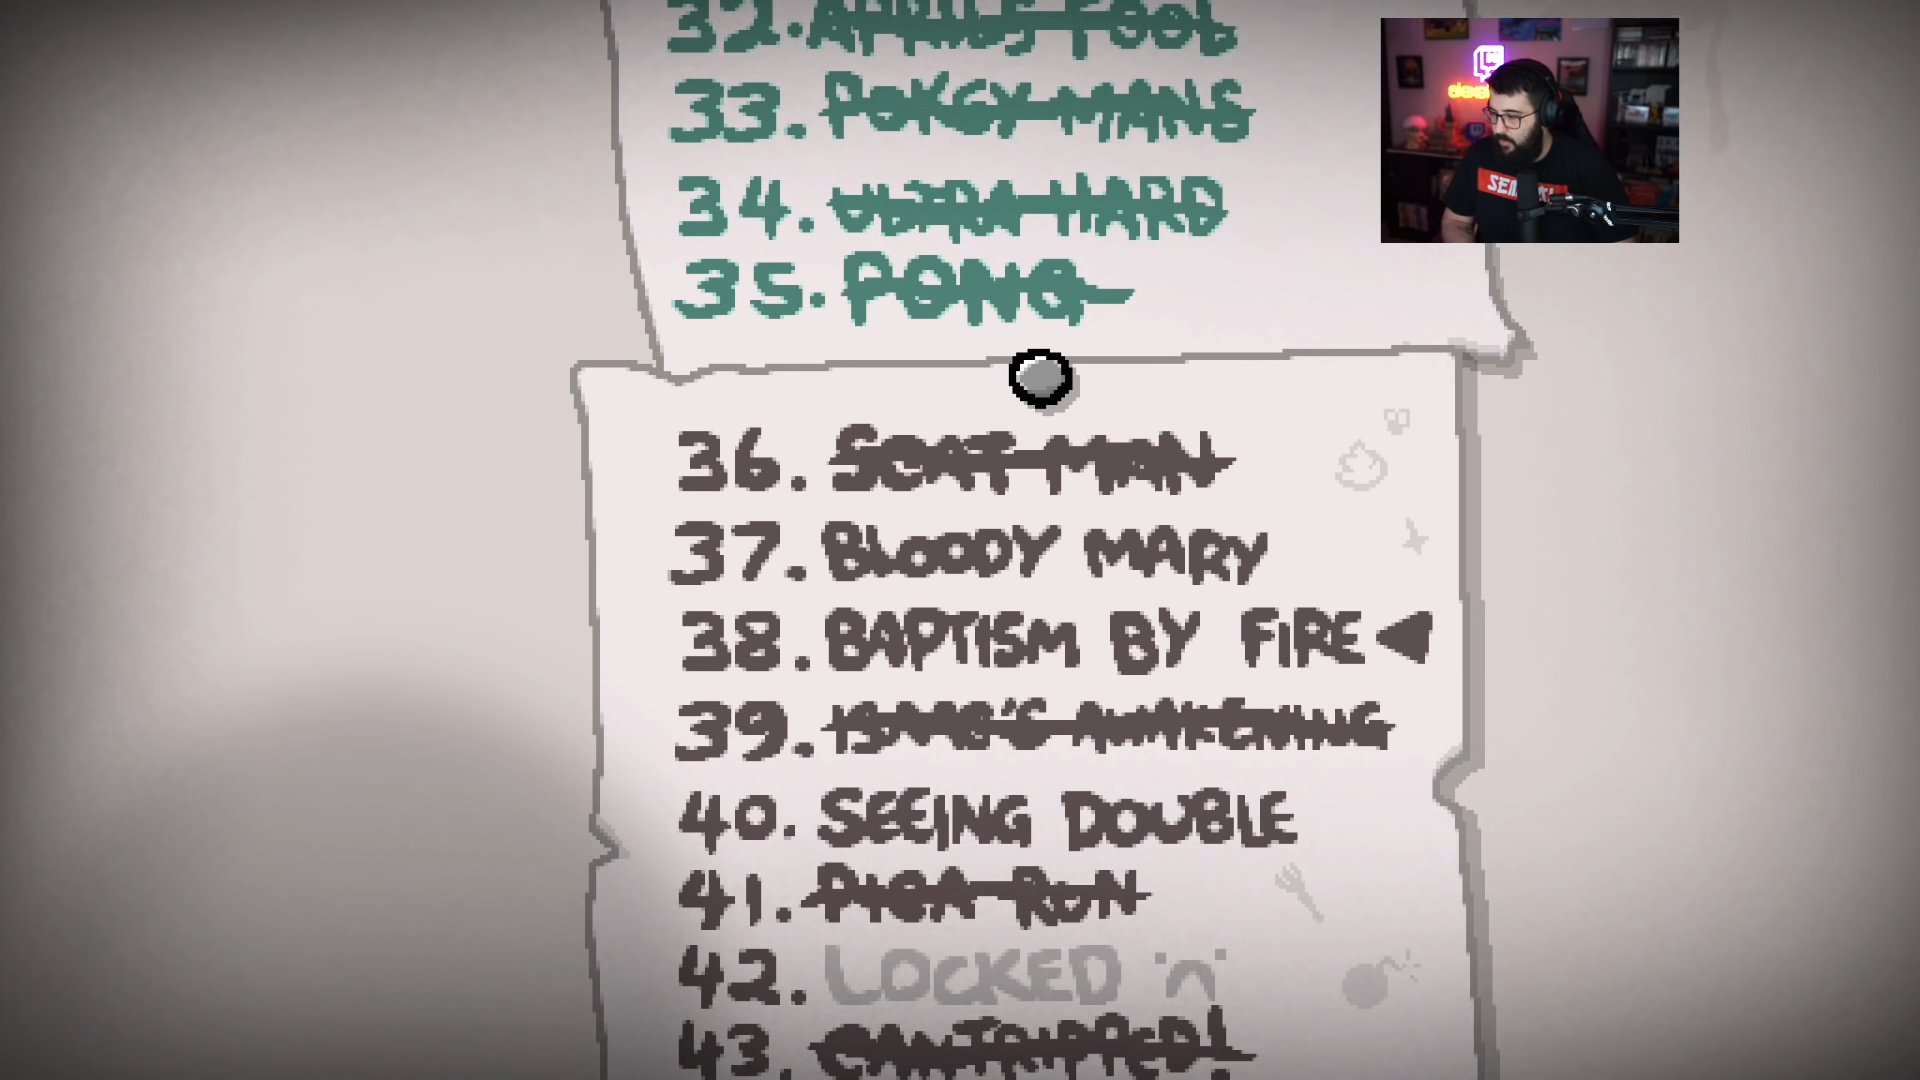 32. APRIL'S FOOL
33. POKEY MANS
34. ULTRA HARD
35. PONG
36. SCAT MAN
37. BLOODY MARY
38. BAPTISM BY FIRE
39. ISAAC'S AWAKENING
40. SEEING DOUBLE
41. PICA RUN
42. LOCKED
43. CANTRIPPED!